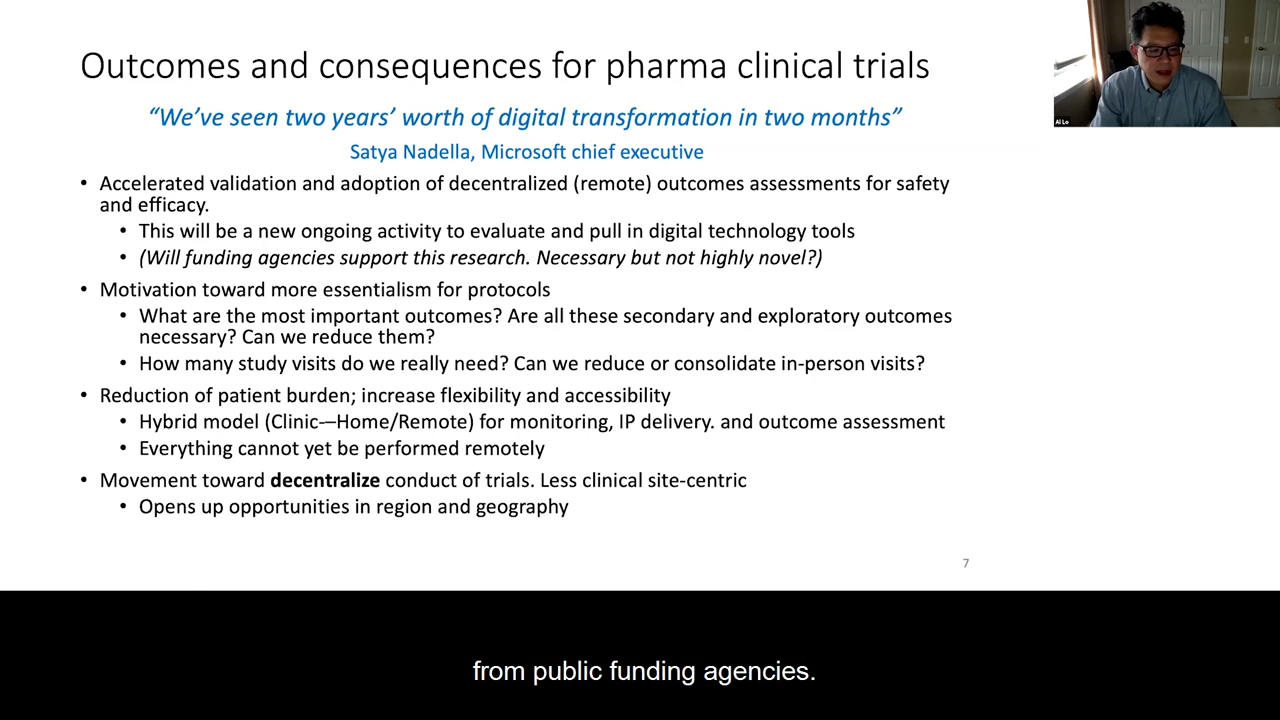 Outcomes and consequences for pharma clinical trials
“We’ve seen two years’ worth of digital transformation in two months”
Satya Nadella, Microsoft chief executive
• Accelerated validation and adoption of decentralized (remote) outcomes assessments for safety
and efficacy.
• This will be a new ongoing activity to evaluate and pull in digital technology tools
• (Will funding agencies support this research. Necessary but not highly novel?)
• Motivation toward more essentialism for protocols
• What are the most important outcomes? Are all these secondary and exploratory outcomes
necessary? Can we reduce them?
• How many study visits do we really need? Can we reduce or consolidate in-person visits?
• Reduction of patient burden; increase flexibility and accessibility
• Hybrid model (Clinic-–Home/Remote) for monitoring, IP delivery. and outcome assessment
• Everything cannot yet be performed remotely
• Movement toward decentralize conduct of trials. Less clinical site-centric
• Opens up opportunities in region and geography
7
Al Lo
from public funding agencies.